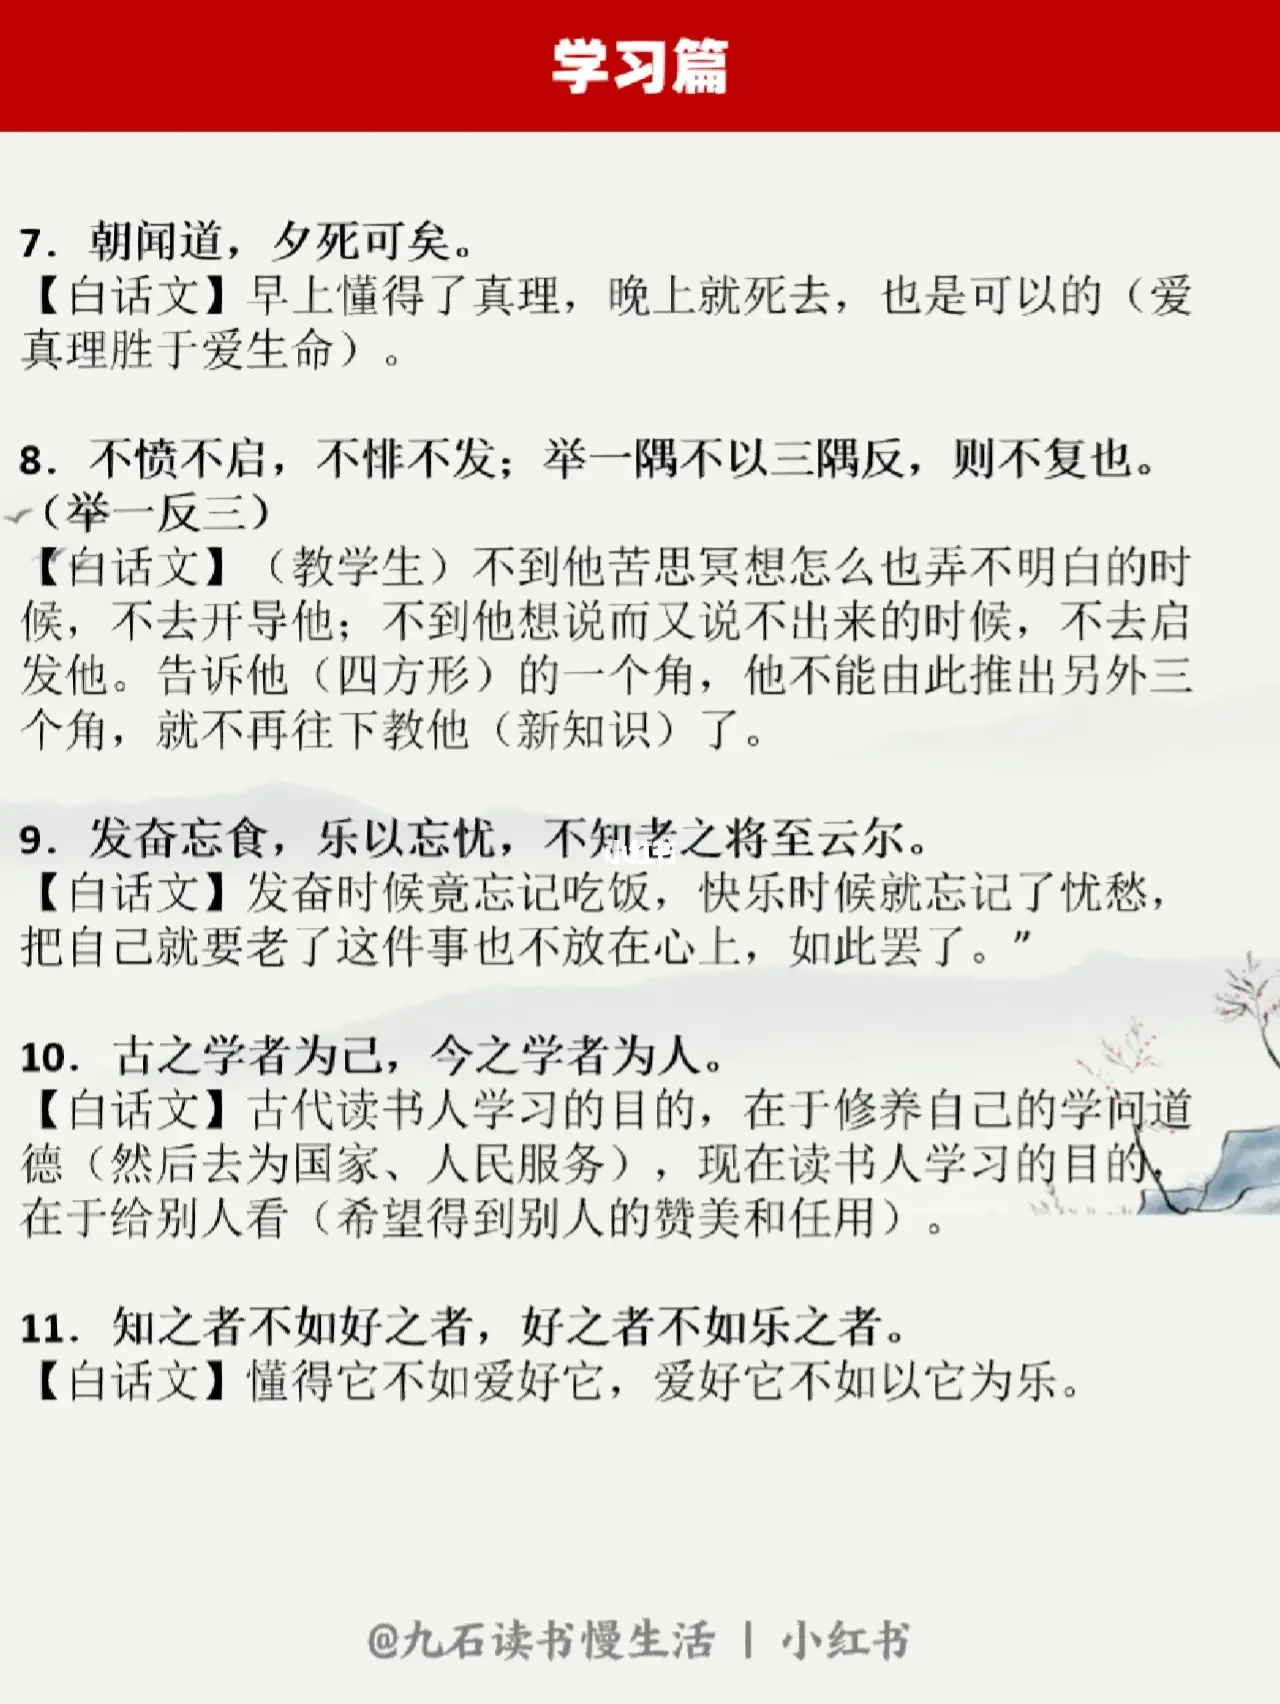 学习篇
7．朝闻道，夕死可矣。
【白话文】早上懂得了真理，晚上就死去，也是可以的（爱
真理胜于爱生命）。
8．不愤不启，不悱不发；举一隅不以三隅反，则不复也。
（举一反三）
【白话文】（教学生）不到他苦思冥想怎么也弄不明白的时
候，不去开导他；不到他想说而又说不出来的时候，不去启
发他。告诉他（四方形）的一个角，他不能由此推出另外三
个角，就不再往下教他（新知识）了。
9．发奋忘食，乐以忘忧，不知老之将至云尔。
小红书
【白话文】发奋时候竟忘记吃饭，快乐时候就忘记了忧愁，
把自己就要老了这件事也不放在心上，如此罢了。”
10．古之学者为己，今之学者为人。
【白话文】古代读书人学习的目的，在于修养自己的学问道
德（然后去为国家、人民服务），现在读书人学习的目的，
在于给别人看（希望得到别人的赞美和任用）。
11．知之者不如好之者，好之者不如乐之者。
【白话文】懂得它不如爱好它，爱好它不如以它为乐。
@九石读书慢生活 | 小红书